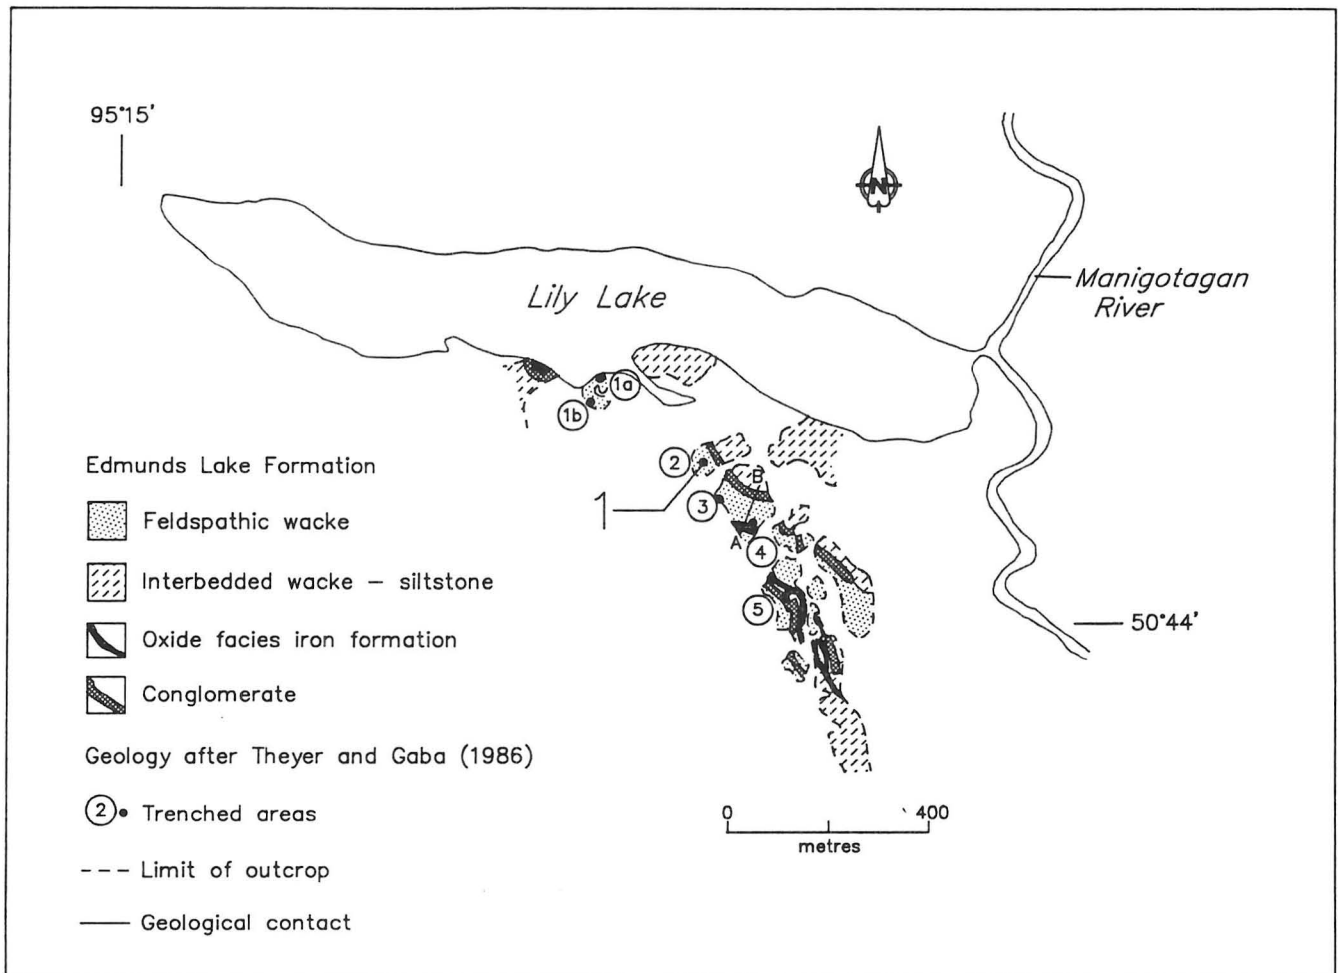 95°15'
N
Lily Lake
Manigotagan
River
1a
1b
2
1
3
B
A
4
5
50°44'
Edmunds Lake Formation
Feldspathic wacke
Interbedded wacke – siltstone
Oxide facies iron formation
Conglomerate
Geology after Theyer and Gaba (1986)
2 Trenched areas
Limit of outcrop
Geological contact
0 400
metres